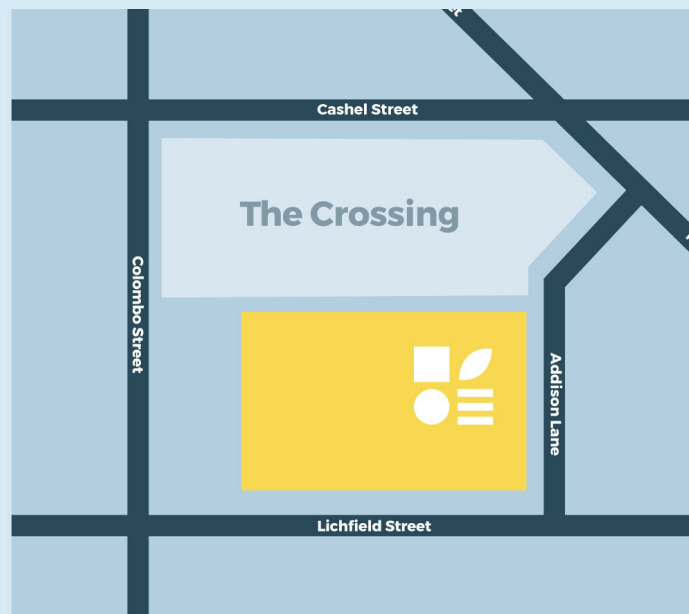 Cashel Street
The Crossing
Colombo Street
Addison Lane
Lichfield Street